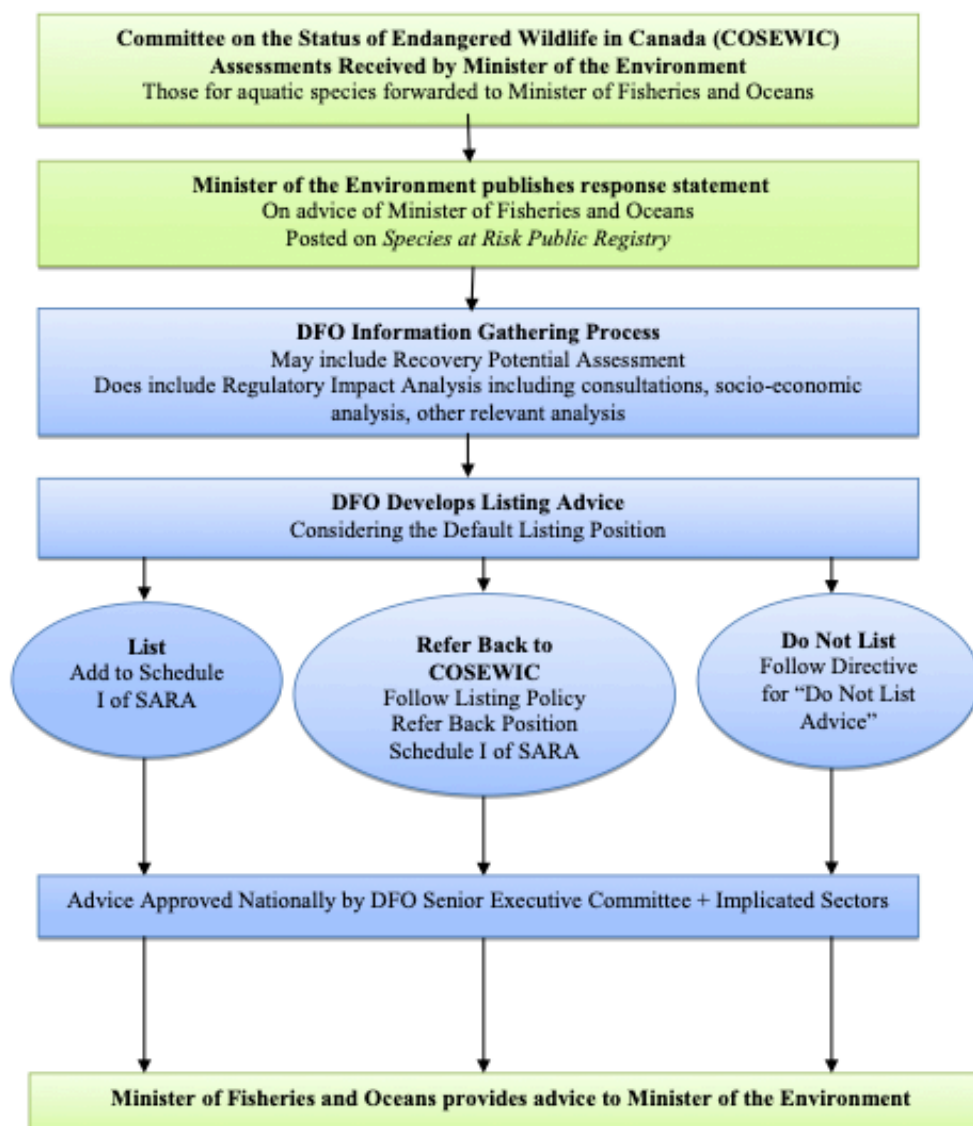 Committee on the Status of Endangered Wildlife in Canada (COSEWIC)
Assessments Received by Minister of the Environment
Those for aquatic species forwarded to Minister of Fisheries and Oceans
Minister of the Environment publishes response statement
On advice of Minister of Fisheries and Oceans
Posted on Species at Risk Public Registry
DFO Information Gathering Process
May include Recovery Potential Assessment
Does include Regulatory Impact Analysis including consultations, socio-economic
analysis, other relevant analysis
DFO Develops Listing Advice
Considering the Default Listing Position
List
Add to Schedule
I of SARA
Refer Back to
COSEWIC
Follow Listing Policy
Refer Back Position
Schedule I of SARA
Do Not List
Follow Directive
for “Do Not List
Advice”
Advice Approved Nationally by DFO Senior Executive Committee + Implicated Sectors
Minister of Fisheries and Oceans provides advice to Minister of the Environment